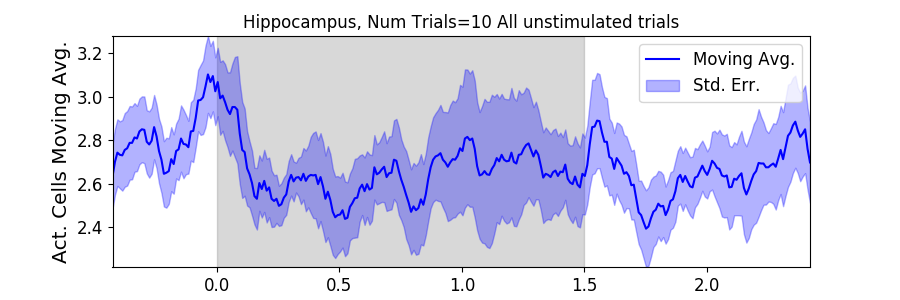 Hippocampus, Num Trials=10 All unstimulated trials
Act. Cells Moving Avg.
3.2
3.0
2.8
2.6
2.4
Moving Avg.
Std. Err.
0.0 0.5 1.0 1.5 2.0